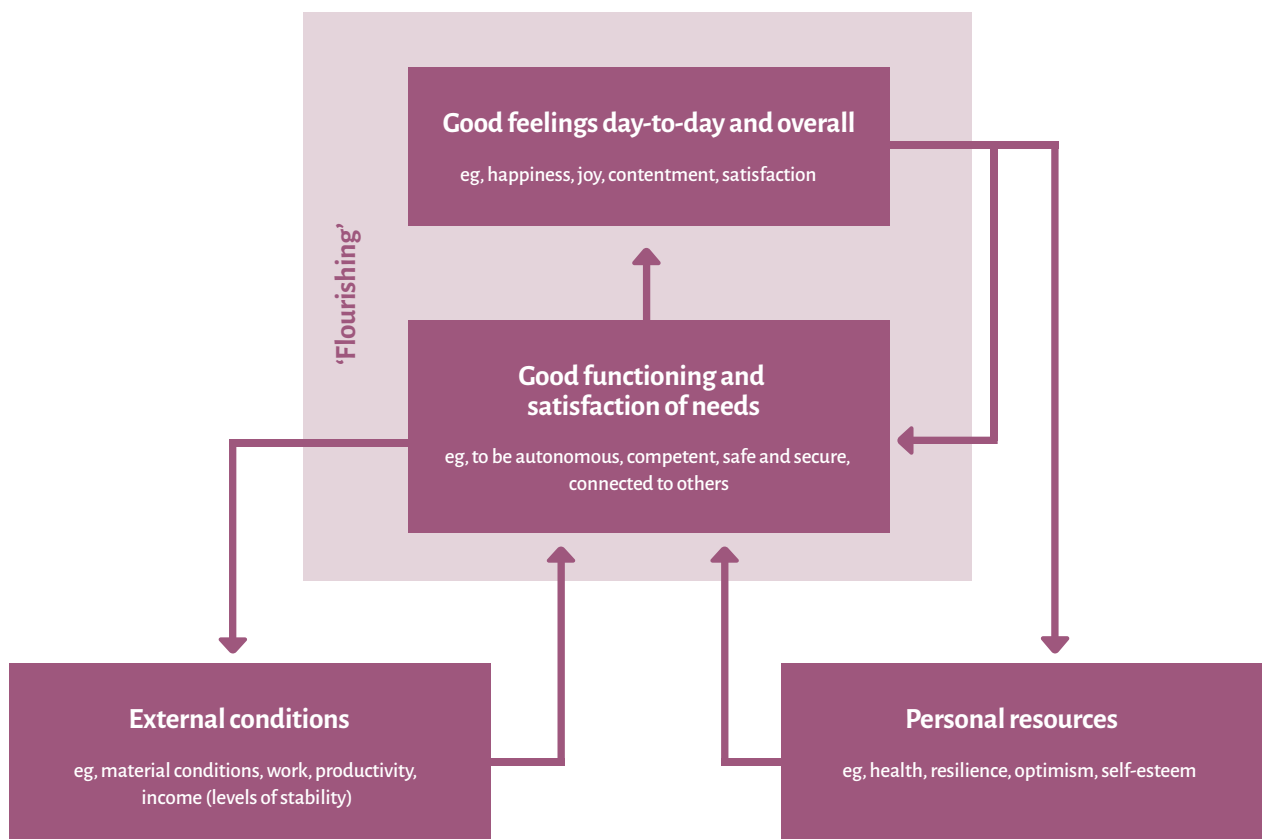 Good feelings day-to-day and overall
eg, happiness, joy, contentment, satisfaction
‘Flourishing’
Good functioning and
satisfaction of needs
eg, to be autonomous, competent, safe and secure,
connected to others
External conditions
eg, material conditions, work, productivity,
income (levels of stability)
Personal resources
eg, health, resilience, optimism, self-esteem